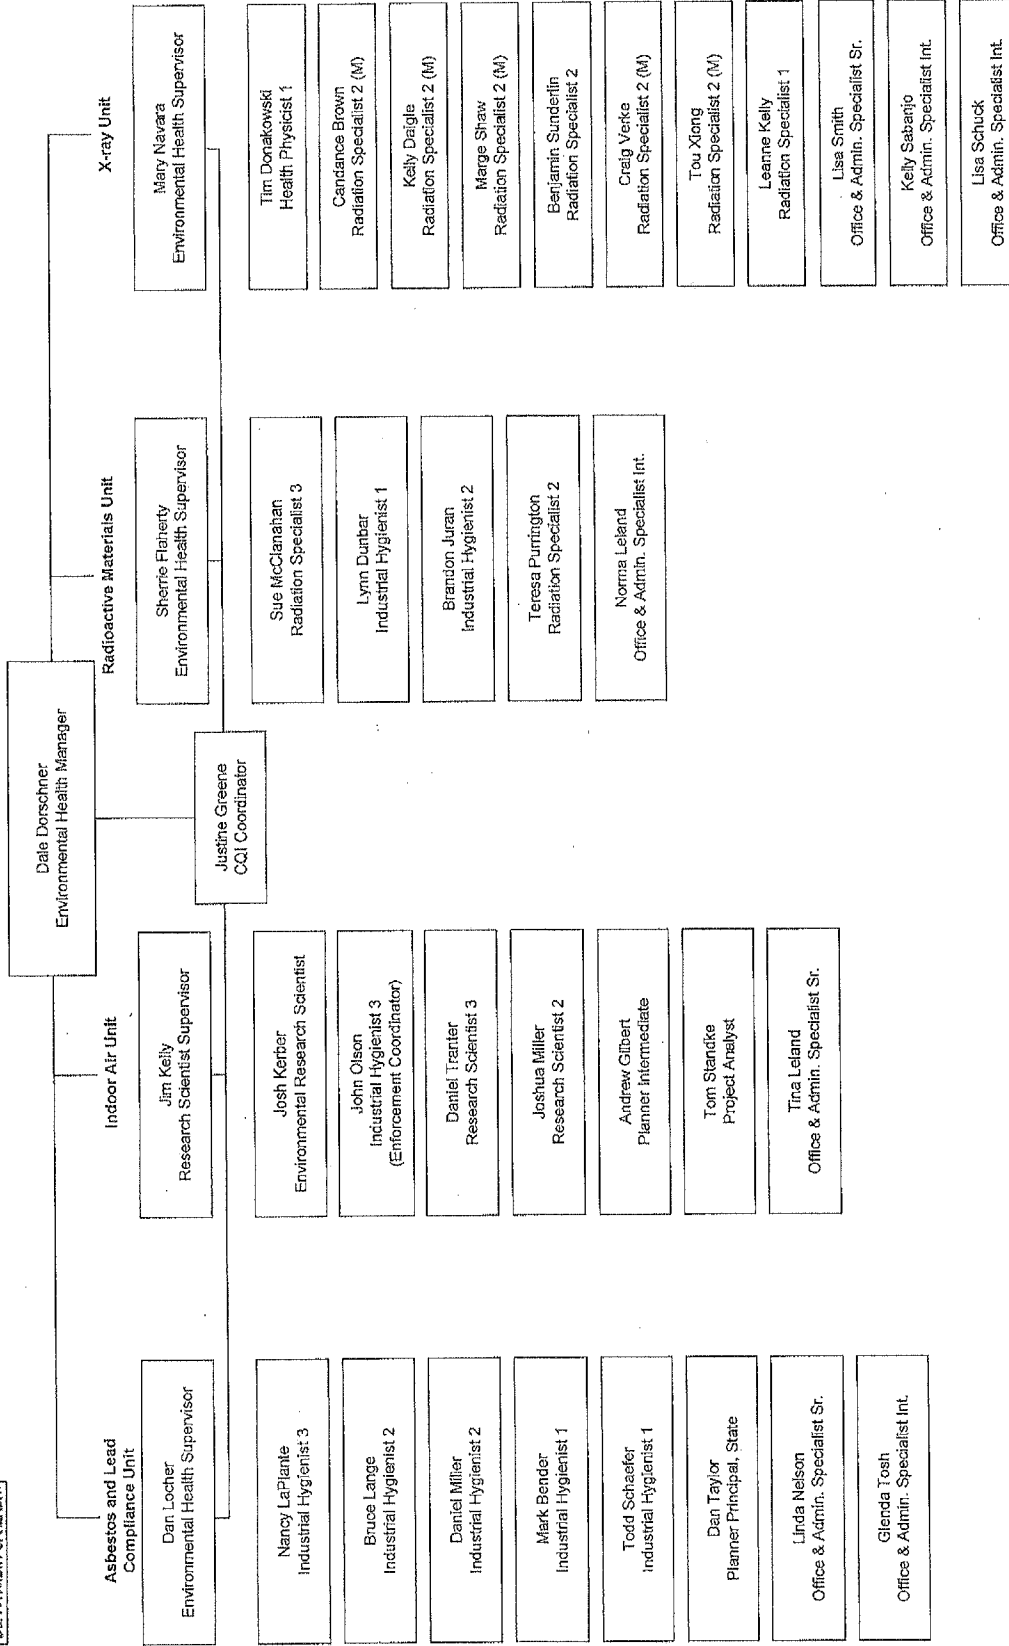 Dale Dorschner
Environmental Health Manager
Justine Greene
CQI Coordinator
Asbestos and Lead
Compliance Unit
Dan Locher
Environmental Health Supervisor
Nancy LaPlante
Industrial Hygienist 3
Bruce Lange
Industrial Hygienist 2
Daniel Miller
Industrial Hygienist 2
Mark Bender
Industrial Hygienist 1
Todd Schaefer
Industrial Hygienist 1
Dan Taylor
Planner Principal, State
Linda Nelson
Office & Admin. Specialist Sr.
Glenda Tosh
Office & Admin. Specialist Int.
Indoor Air Unit
Jim Kelly
Research Scientist Supervisor
Josh Kerber
Environmental Research Scientist
John Olson
Industrial Hygienist 3
(Enforcement Coordinator)
Daniel Tranter
Research Scientist 3
Joshua Miller
Research Scientist 2
Andrew Gilbert
Planner Intermediate
Tom Standke
Project Analyst
Tina Leland
Office & Admin. Specialist Sr.
Radioactive Materials Unit
Sherrie Flaherty
Environmental Health Supervisor
Sue McClanahan
Radiation Specialist 3
Lynn Dunbar
Industrial Hygienist 1
Brandon Juran
Industrial Hygienist 2
Teresa Purrington
Radiation Specialist 2
Norma Leland
Office & Admin. Specialist Int.
X-ray Unit
Mary Navara
Environmental Health Supervisor
Tim Donakowski
Health Physicist 1
Candance Brown
Radiation Specialist 2 (M)
Kelly Daigle
Radiation Specialist 2 (M)
Marge Shaw
Radiation Specialist 2 (M)
Benjamin Sunderlin
Radiation Specialist 2
Craig Verke
Radiation Specialist 2 (M)
Tou Xiong
Radiation Specialist 2 (M)
Leanne Kelly
Radiation Specialist 1
Lisa Smith
Office & Admin. Specialist Sr.
Kelly Sabanjo
Office & Admin. Specialist Int.
Lisa Schuck
Office & Admin. Specialist Int.